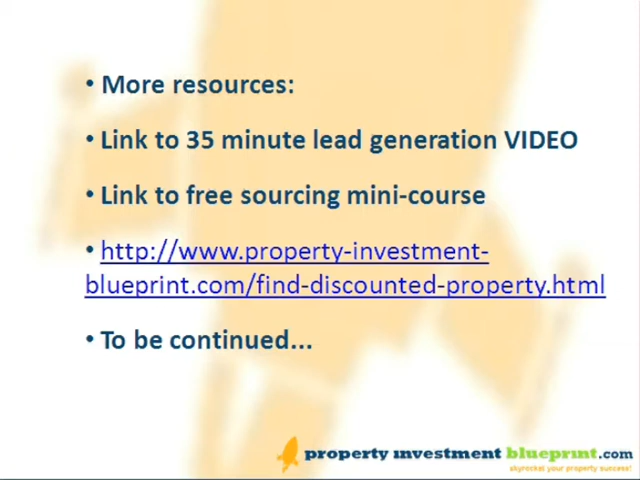 • More resources:
• Link to 35 minute lead generation VIDEO
• Link to free sourcing mini-course
• http://www.property-investment-
blueprint.com/find-discounted-property.html
• To be continued...
property investment blueprint.com
skyrocket your property success!